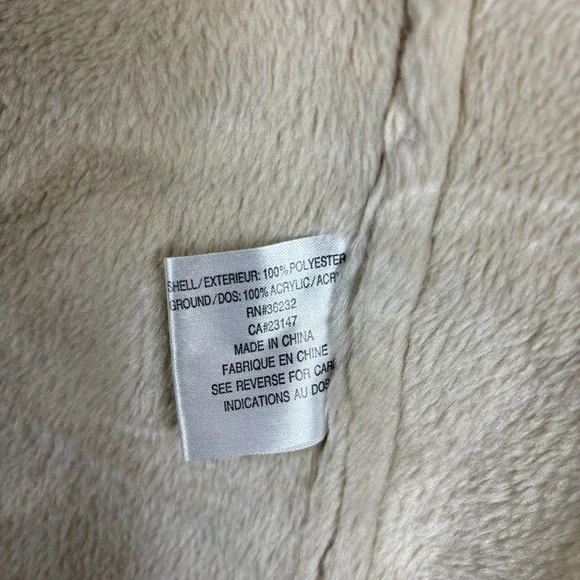 SHELL/EXTERIEUR: 100% POLYESTER
GROUND/DOS: 100% ACRYLIC/ACRY
RN#36232
CA#23147
MADE IN CHINA
FABRIQUE EN CHINE
SEE REVERSE FOR CARE
INDICATIONS AU DOS